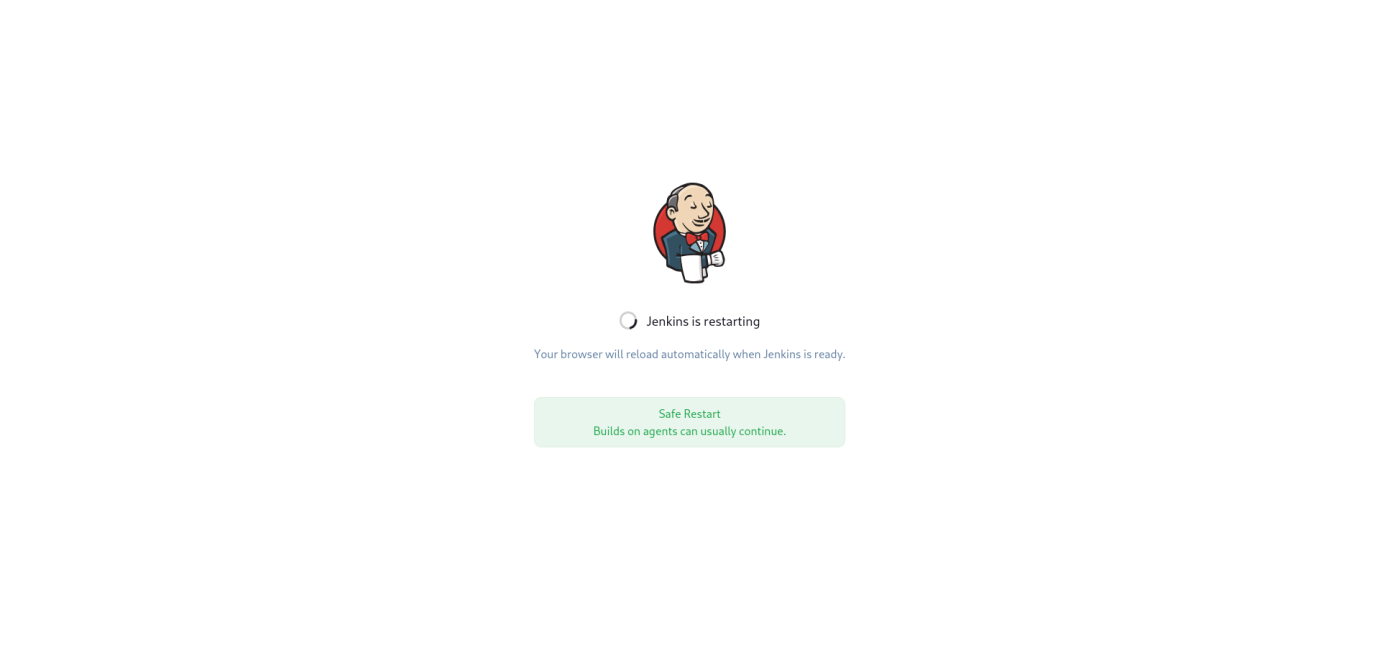 Jenkins is restarting
Your browser will reload automatically when Jenkins is ready.
Safe Restart
Builds on agents can usually continue.